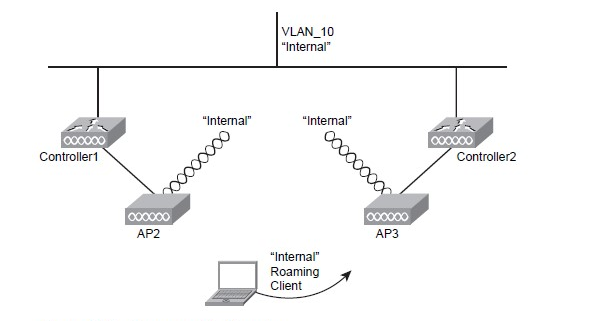 VLAN_10
“Internal”
“Internal”
“Internal”
Controller1
Controller2
AP2
AP3
“Internal”
Roaming
Client